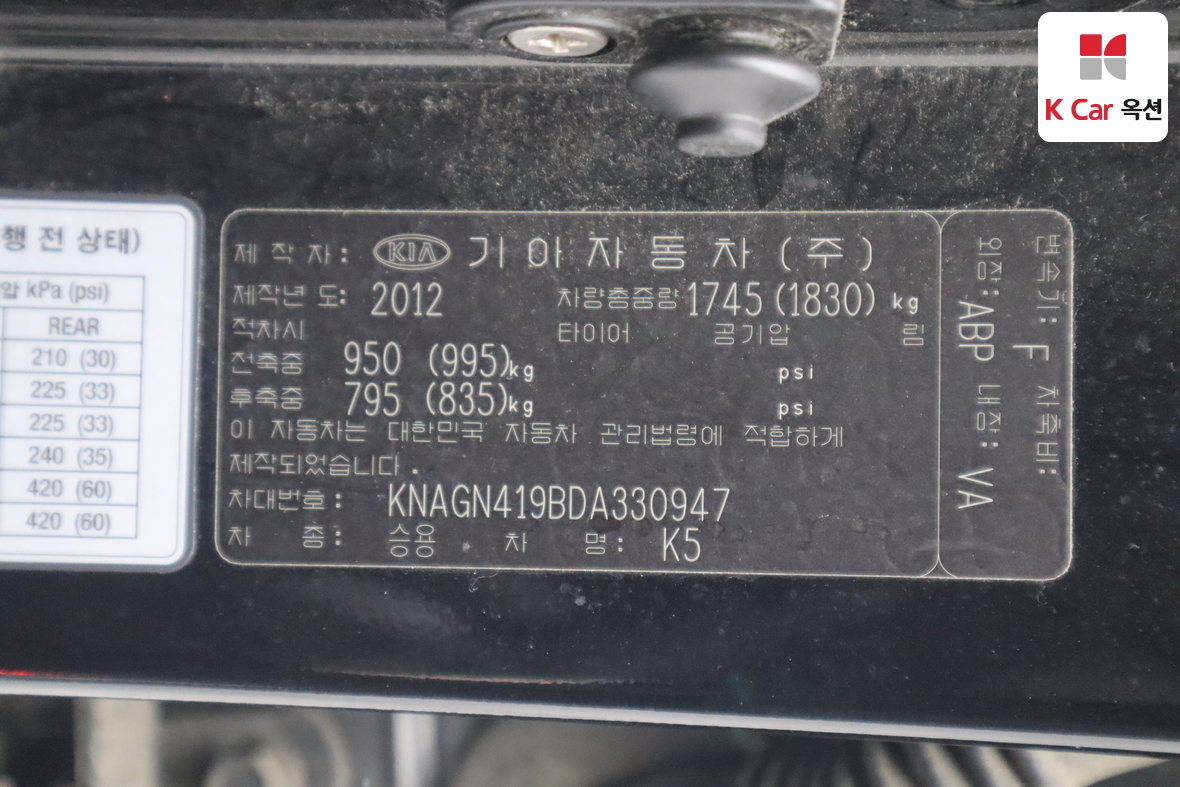 K Car 옥션
행 전 상태)
압 kPa (psi)
REAR
210 (30)
225 (33)
225 (33)
240 (35)
420 (60)
420 (60)
제 작 자 : KIA 기 아 자 동 차 ( 주 )
제작년 도: 2012 차량총중량 1745 (1830) kg
적차시 타이어 공기압 림
전축중 950 (995)kg psi
후축중 795 (835)kg psi
이 자동차는 대한민국 자동차 관리법령에 적합하게
제작되었습니다 .
차대번호 : KNAGN419BDA330947
차 종 : 승용 . 차 명 : K5
변속기: F 차축비:
외장: ABP 내장: VA